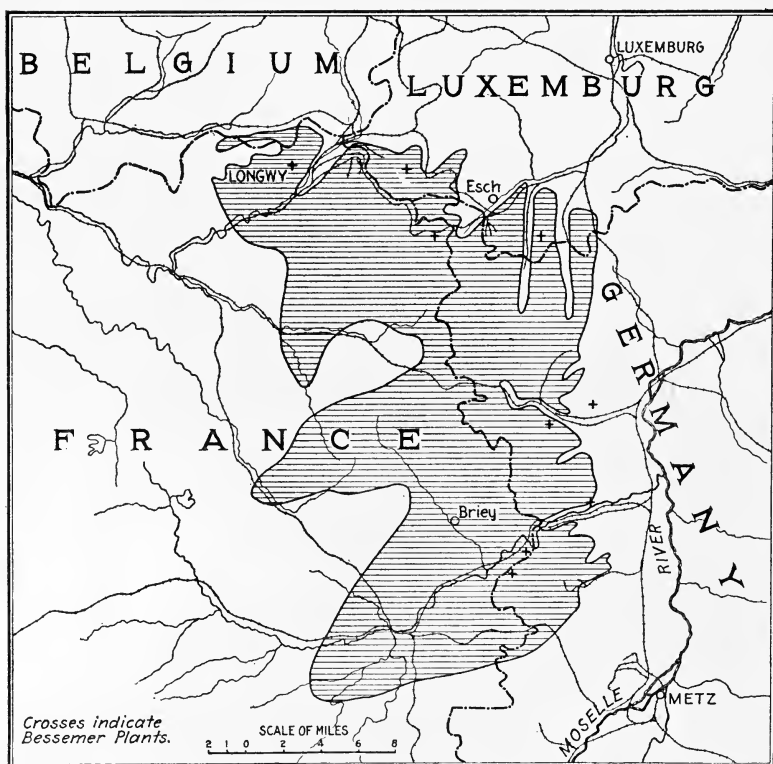 BELGIUM
LUXEMBURG
LUXEMBURG
LONGWY
Esch
GERMANY
FRANCE
Briey
RIVER
MOSELLE
METZ
Crosses indicate
Bessemer Plants.
SCALE OF MILES
2 1 0 2 4 6 8